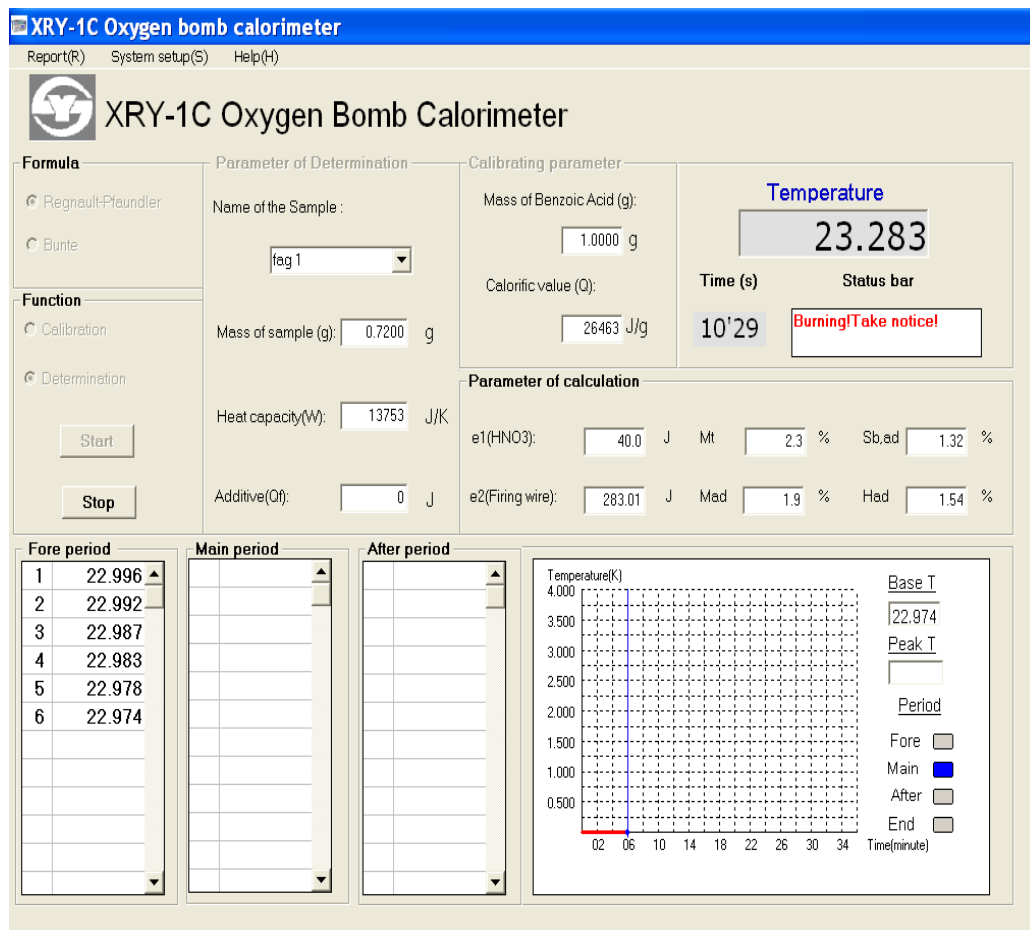 XRY-1C Oxygen bomb calorimeter
Report(R) System setup(S) Help(H)
XRY-1C Oxygen Bomb Calorimeter
Formula
Regnault-Pfaundler
Bunte
Function
Calibration
Determination
Start
Stop
Parameter of Determination
Name of the Sample :
fag 1
Mass of sample (g): 0.7200 g
Heat capacity(W): 13753 J/K
Additive(Qf): 0 J
Calibrating parameter
Mass of Benzoic Acid (g):
1.0000 g
Calorific value (Q):
26463 J/g
Temperature
23.283
Time (s) Status bar
10'29 Burning!Take notice!
Parameter of calculation
e1(HNO3): 40.0 J Mt 2.3 % Sb,ad 1.32 %
e2(Firing wire): 283.01 J Mad 1.9 % Had 1.54 %
Fore period
1 22.996
2 22.992
3 22.987
4 22.983
5 22.978
6 22.974
Main period
After period
Temperature(K)
4.000
3.500
3.000
2.500
2.000
1.500
1.000
0.500
02 06 10 14 18 22 26 30 34 Time(minute)
Base T
22.974
Peak T
Period
Fore
Main
After
End